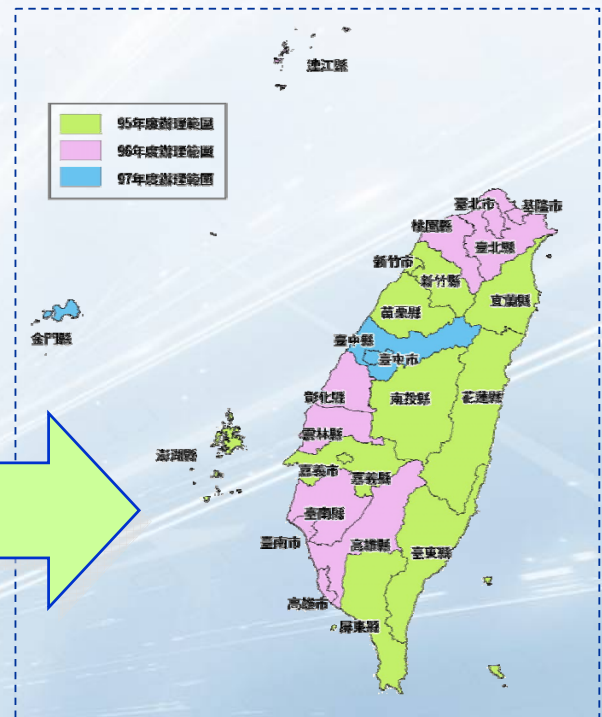 連江縣
95年度辦理範圍
96年度辦理範圍
97年度辦理範圍
臺北市
基隆市
桃園縣
臺北縣
新竹市
新竹縣
宜蘭縣
苗栗縣
金門縣
臺中縣
臺中市
彰化縣
南投縣
花蓮縣
雲林縣
澎湖縣
嘉義市
嘉義縣
臺南縣
臺南市
高雄縣
臺東縣
高雄市
屏東縣